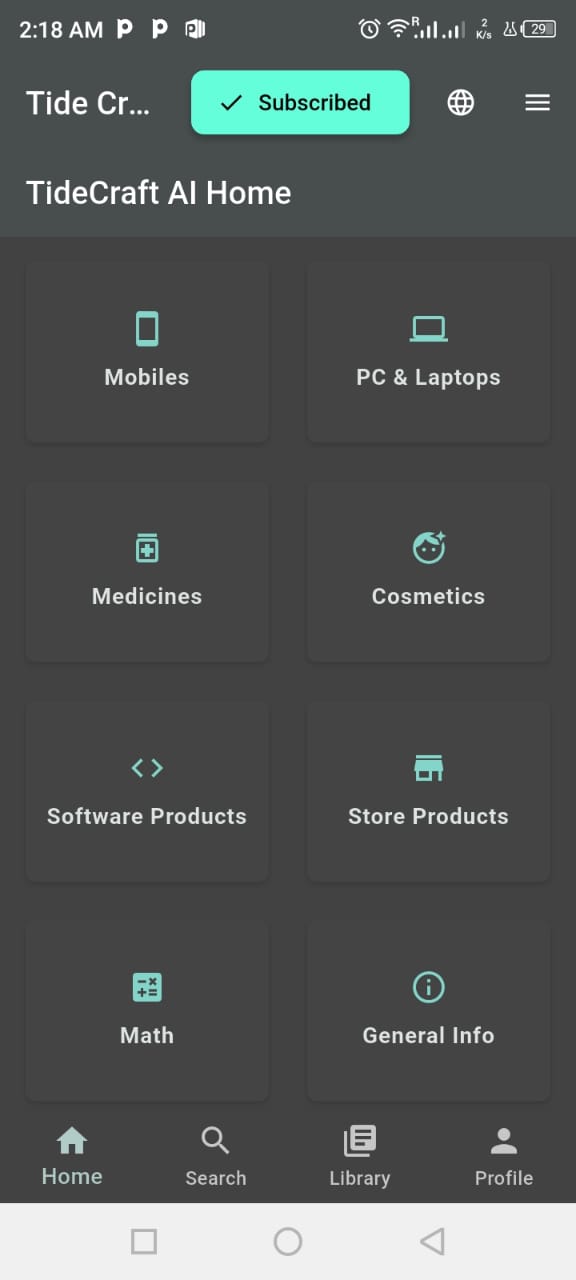 2:18 AM
R
2
K/s
29
Tide Cr...
Subscribed
TideCraft AI Home
Mobiles
PC & Laptops
Medicines
Cosmetics
Software Products
Store Products
Math
General Info
Home
Search
Library
Profile